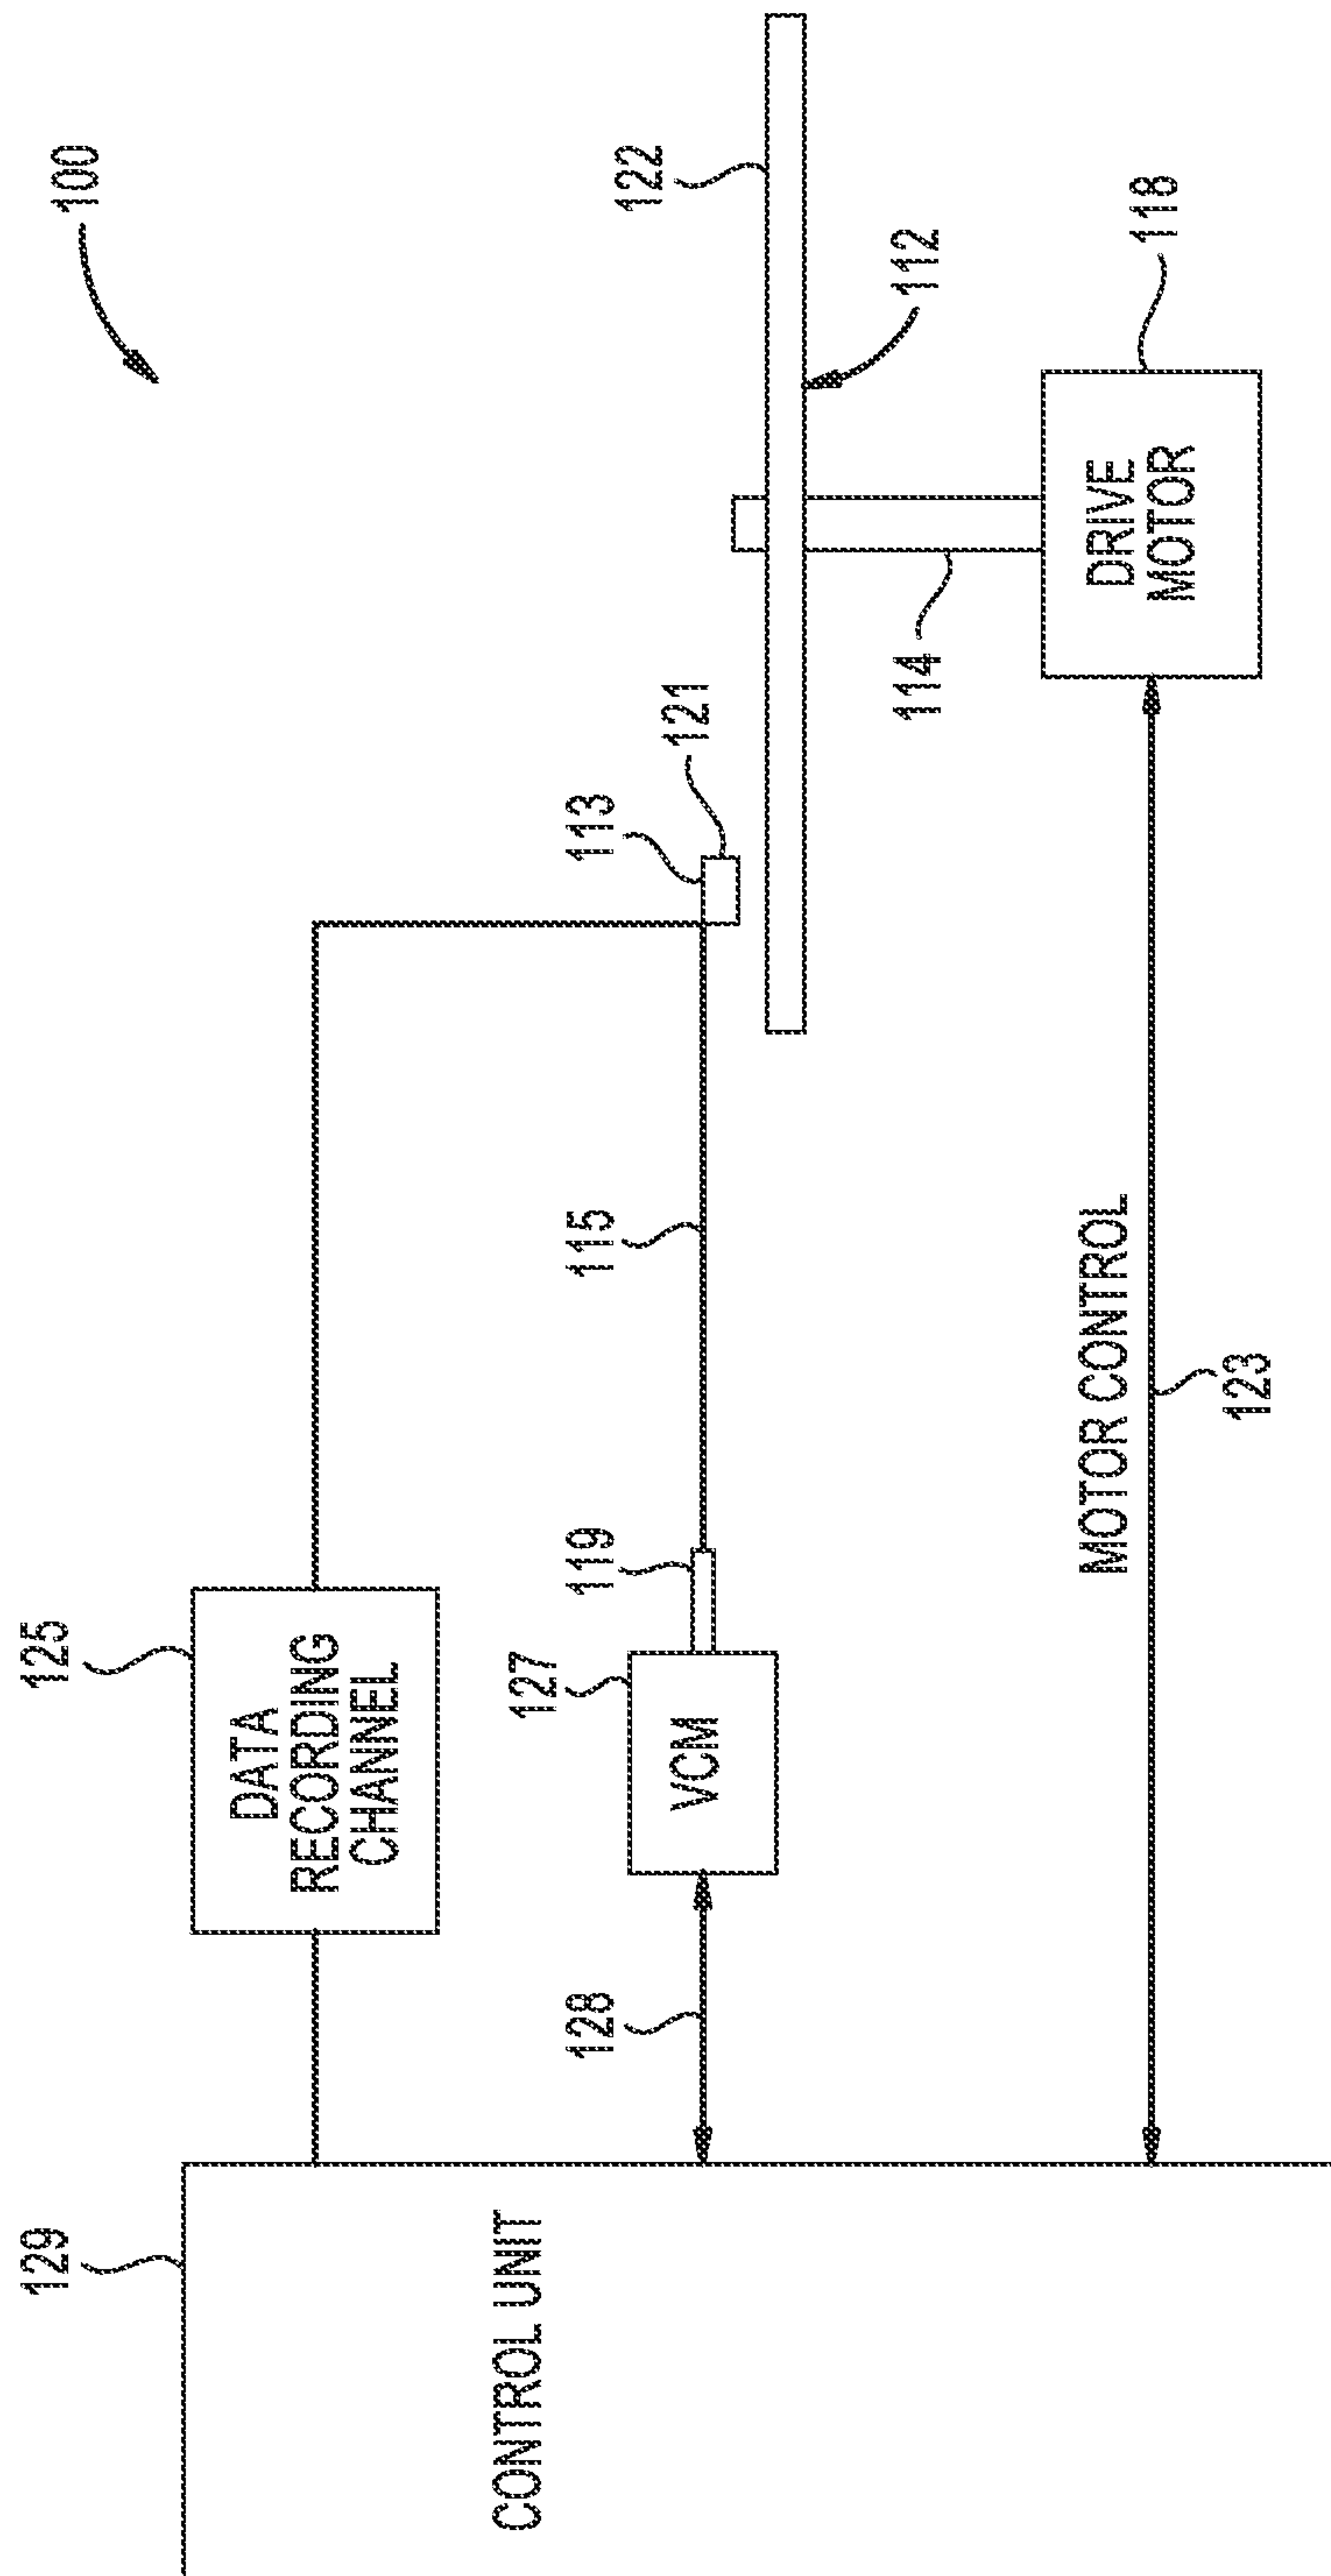 100
122
112
118
DRIVE
MOTOR
114
121
113
115
119
127
VCM
128
125
DATA
RECORDING
CHANNEL
MOTOR CONTROL
123
129
CONTROL UNIT